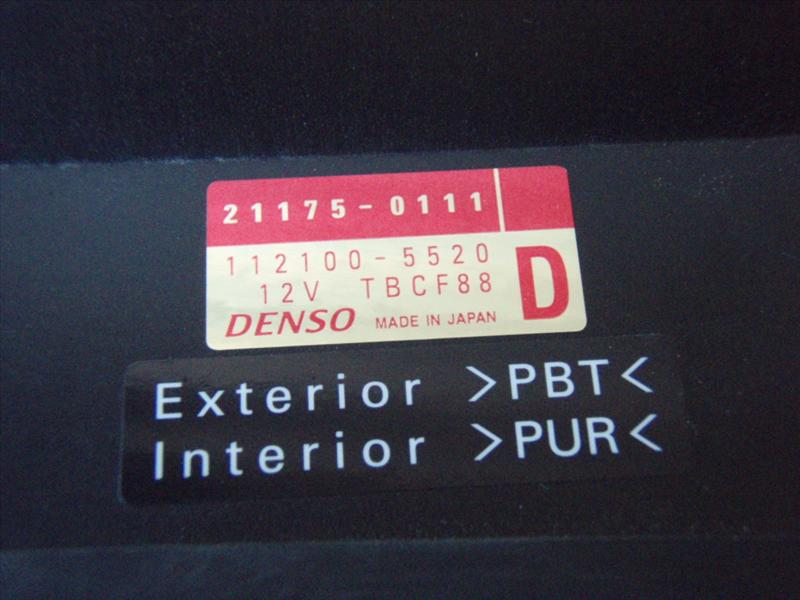 21175-0111
112100-5520
12V TBCF88
D
DENSO MADE IN JAPAN
Exterior >PBT<
Interior >PUR<